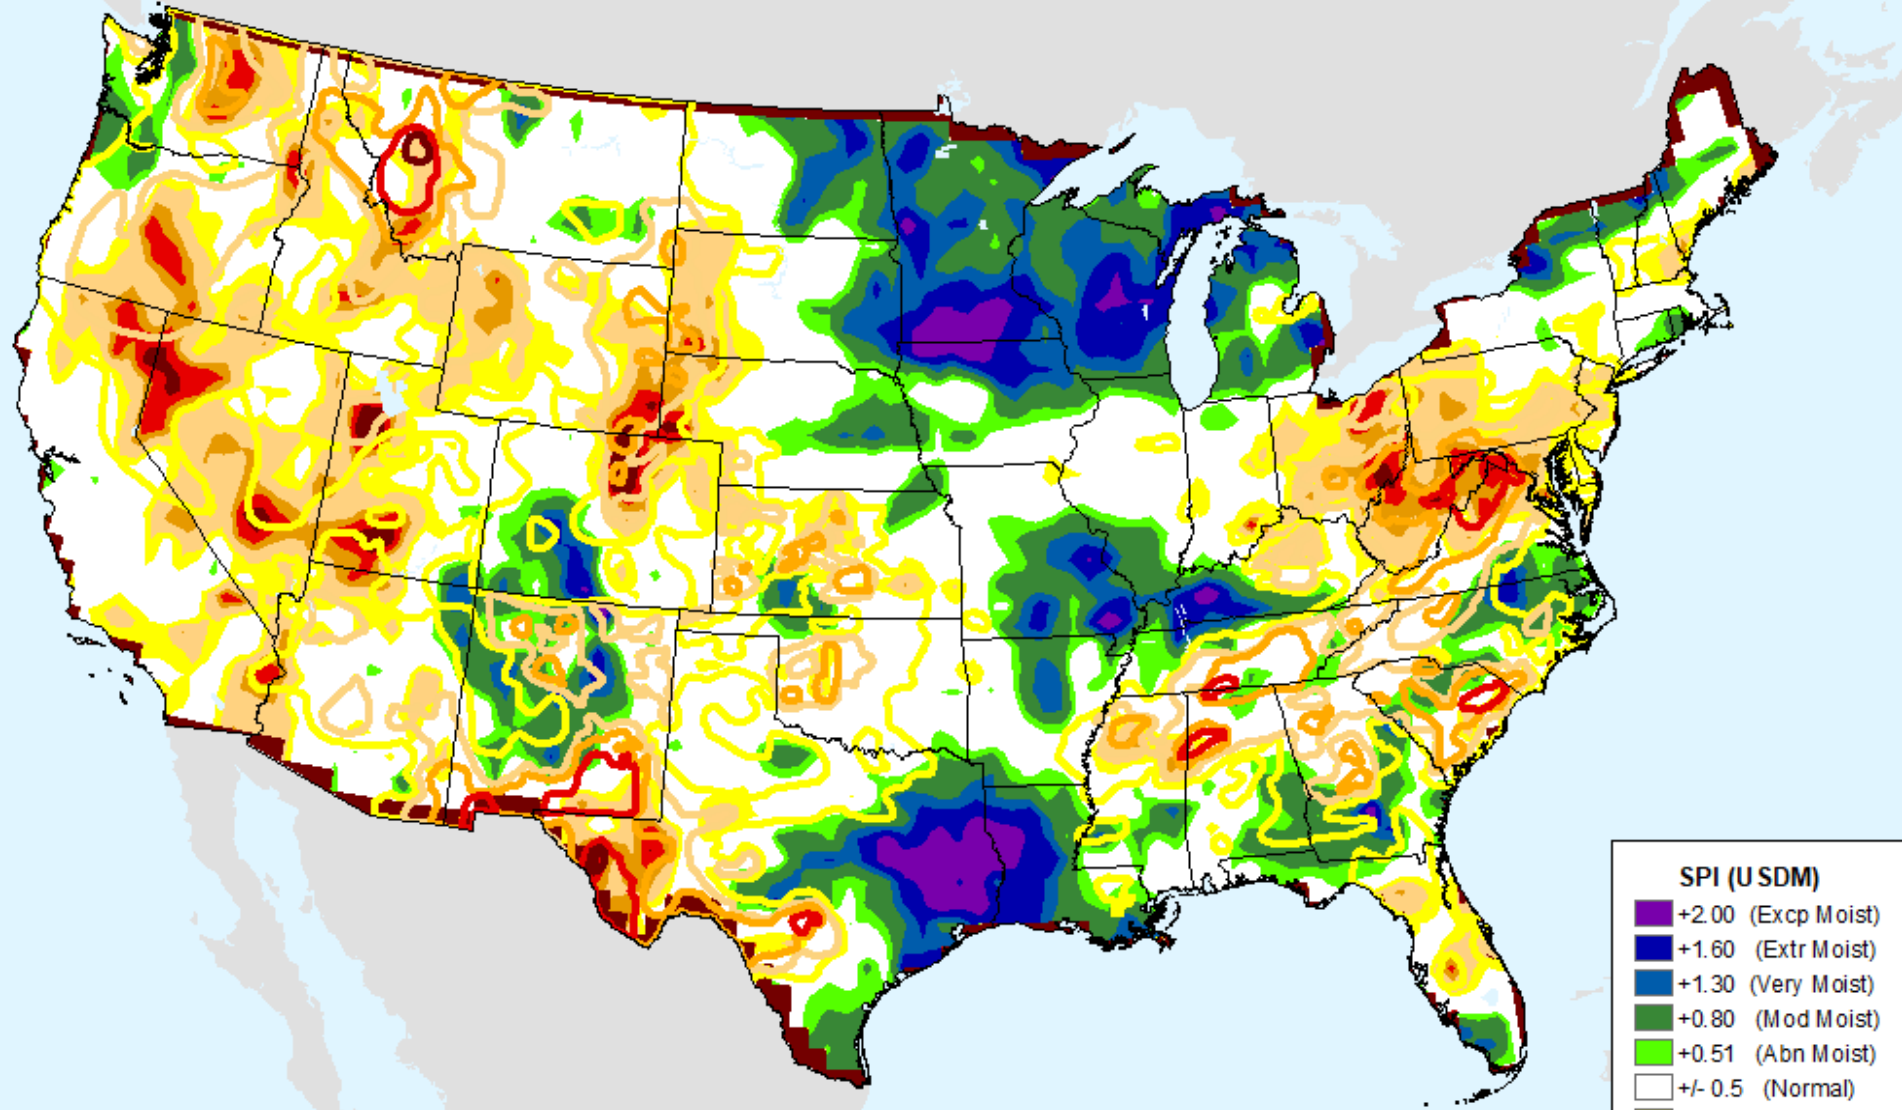 SPI (USDM)
+2.00 (Excp Moist)
+1.60 (Extr Moist)
+1.30 (Very Moist)
+0.80 (Mod Moist)
+0.51 (Abn Moist)
+/- 0.5 (Normal)